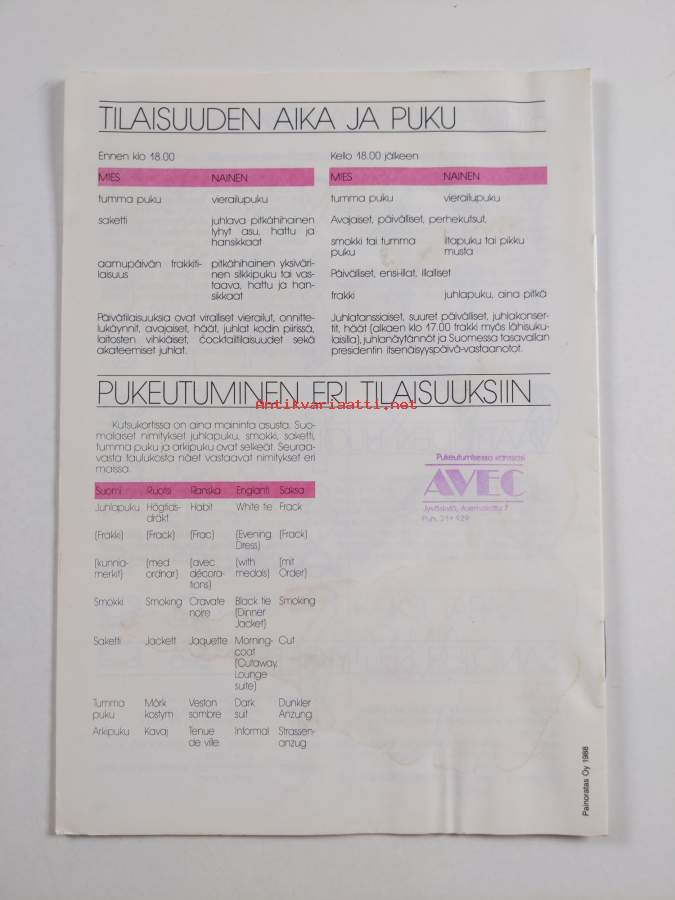 TILAISUUDEN AIKA JA PUKU
Ennen klo 18.00
MIES NAINEN
tumma puku vierailupuku
saketti juhlava pitkähihainen
lyhyt asu, hattu ja
hansikkaat
aamupäivän frakkiti- pitkähihainen yksiväri-
laisuus nen silkkipuku tai vas-
taava, hattu ja han-
sikkaat
Päivätilaisuuksia ovat viralliset vierailut, onnitte-
lukäynnit, avajaiset, häät, juhlat kodin piirissä,
laitosten vihkiäiset, cocktailtilaisuudet sekä
akateemiset juhlat.
Kello 18.00 jälkeen
MIES NAINEN
tumma puku vierailupuku
Avajaiset, päivälliset, perhekutsut,
smokki tai tumma iltapuku tai pikku
puku musta
Päivälliset, ensi-illat, illalliset
frakki juhlapuku, aina pitkä
Juhlatanssiaiset, suuret päivälliset, juhlakonser-
tit, häät (alkaen klo 17.00 frakki myös lähisuku-
laisilla), juhlanäytännöt ja Suomessa tasavallan
presidentin itsenäisyyspäivä-vastaanotot.
PUKEUTUMINEN ERI TILAISUUKSIIN
Antikvariaatti.net
Kutsukortissa on aina maininta asusta. Suo-
malaiset nimitykset juhlapuku, smokki, saketti,
tumma puku ja arkipuku ovat selkeät. Seuraa-
vasta taulukosta näet vastaavat nimitykset eri
maissa.
Suomi Ruotsi Ranska Englanti Saksa
Juhlapuku Högtids- Habit White tie Frack
dräkt
(Frakki) (Frack) (Frac) (Evening (Frack)
Dress)
(kunnia- (med (avec (with (mit
merkit) ordnar) décora- medals) Order)
tions)
Smokki Smoking Cravate Black tie Smoking
noire (Dinner
Jacket)
Saketti Jackett Jaquette Morning- Cut
coat
(Cutaway,
Lounge
suite)
Tumma Mörk Veston Dark Dunkler
puku kostym sombre suit Anzung
Arkipuku Kavaj Tenue Informal Strassen-
de ville anzug
Pukeutumisessa kanssasi
AVEC
Jyväskylä, Asemakatu 7
Puh. 214 929
Painoratas Oy 1988